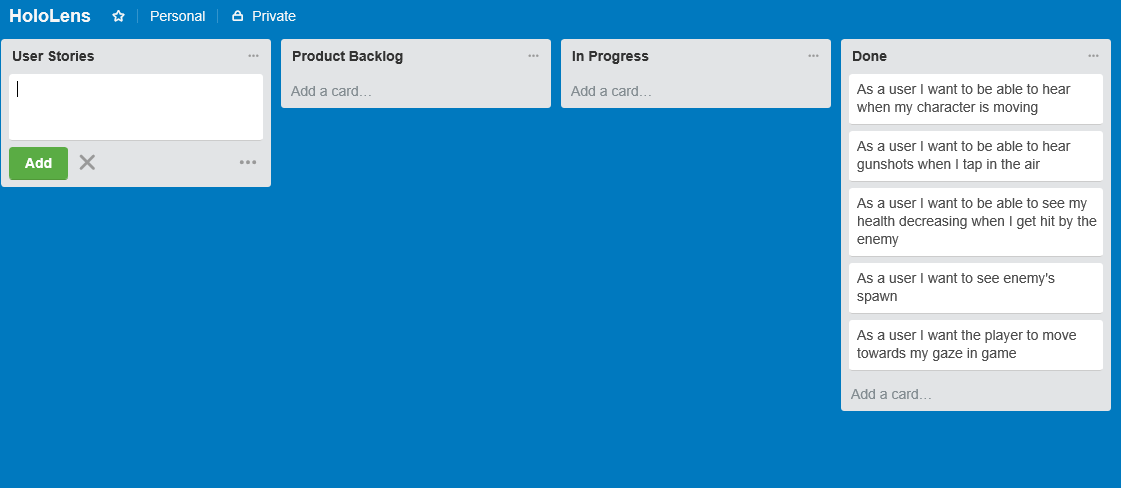 HoloLens Personal Private
User Stories
Add
Product Backlog
Add a card…
In Progress
Add a card…
Done
As a user I want to be able to hear
when my character is moving
As a user I want to be able to hear
gunshots when I tap in the air
As a user I want to be able to see my
health decreasing when I get hit by the
enemy
As a user I want to see enemy's
spawn
As a user I want the player to move
towards my gaze in game
Add a card…